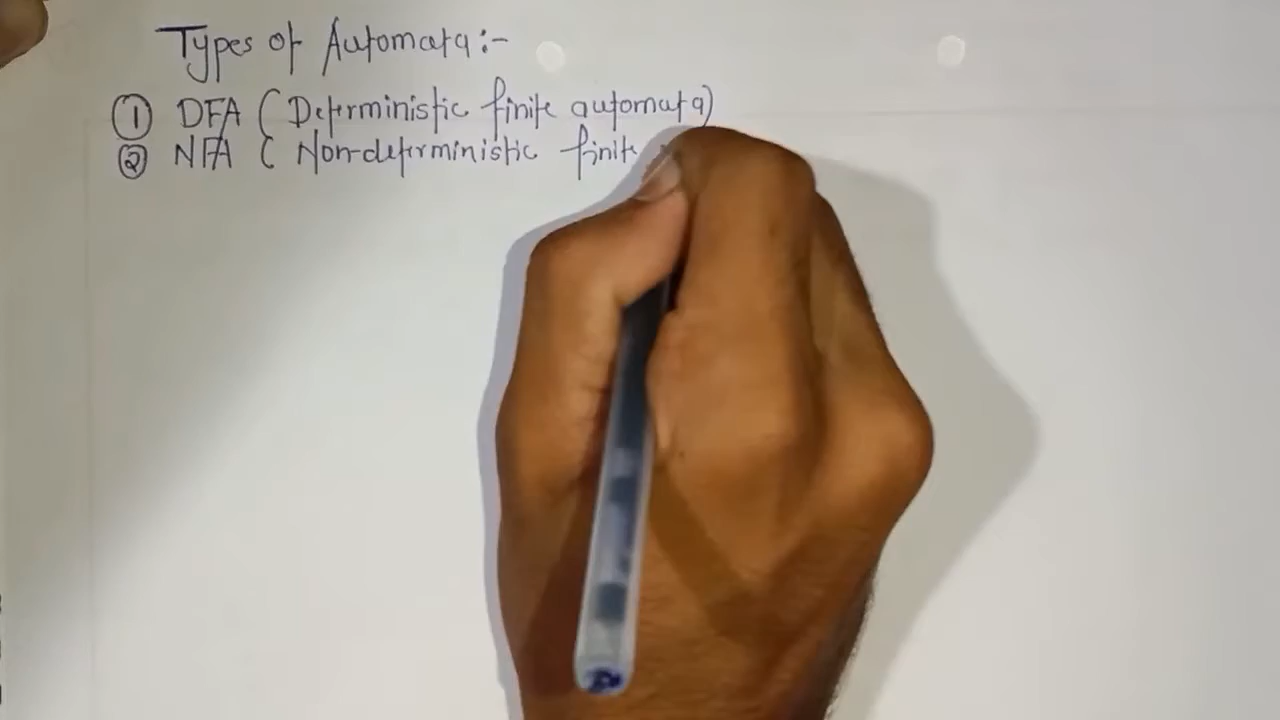 Types of Automata :-
① DFA ( Deterministic finite automata)
② NFA ( Non-deterministic finite